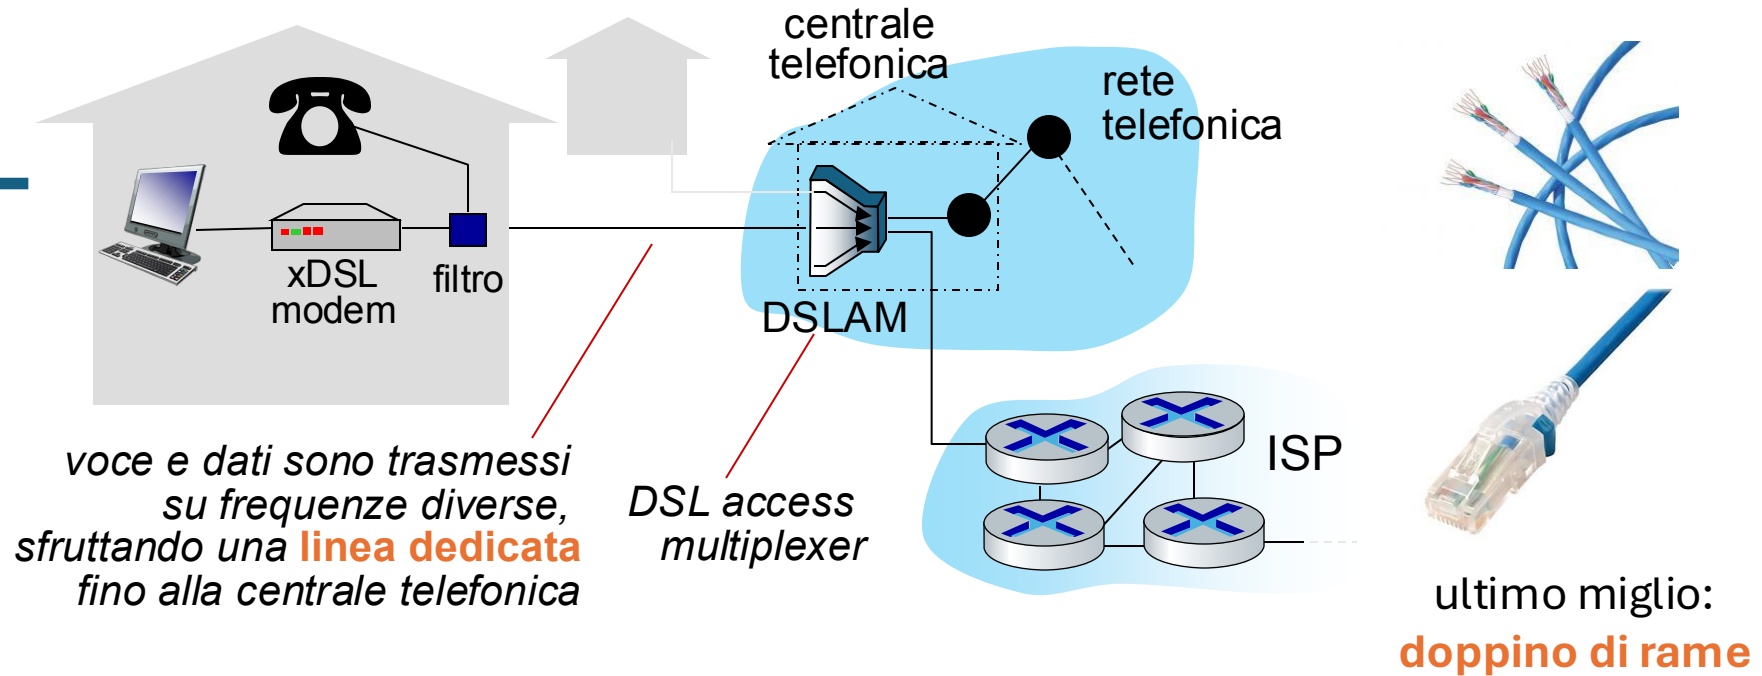 centrale
telefonica
rete
telefonica
xDSL
modem
filtro
DSLAM
voce e dati sono trasmessi
su frequenze diverse,
sfruttando una linea dedicata
fino alla centrale telefonica
DSL access
multiplexer
ISP
ultimo miglio:
doppino di rame